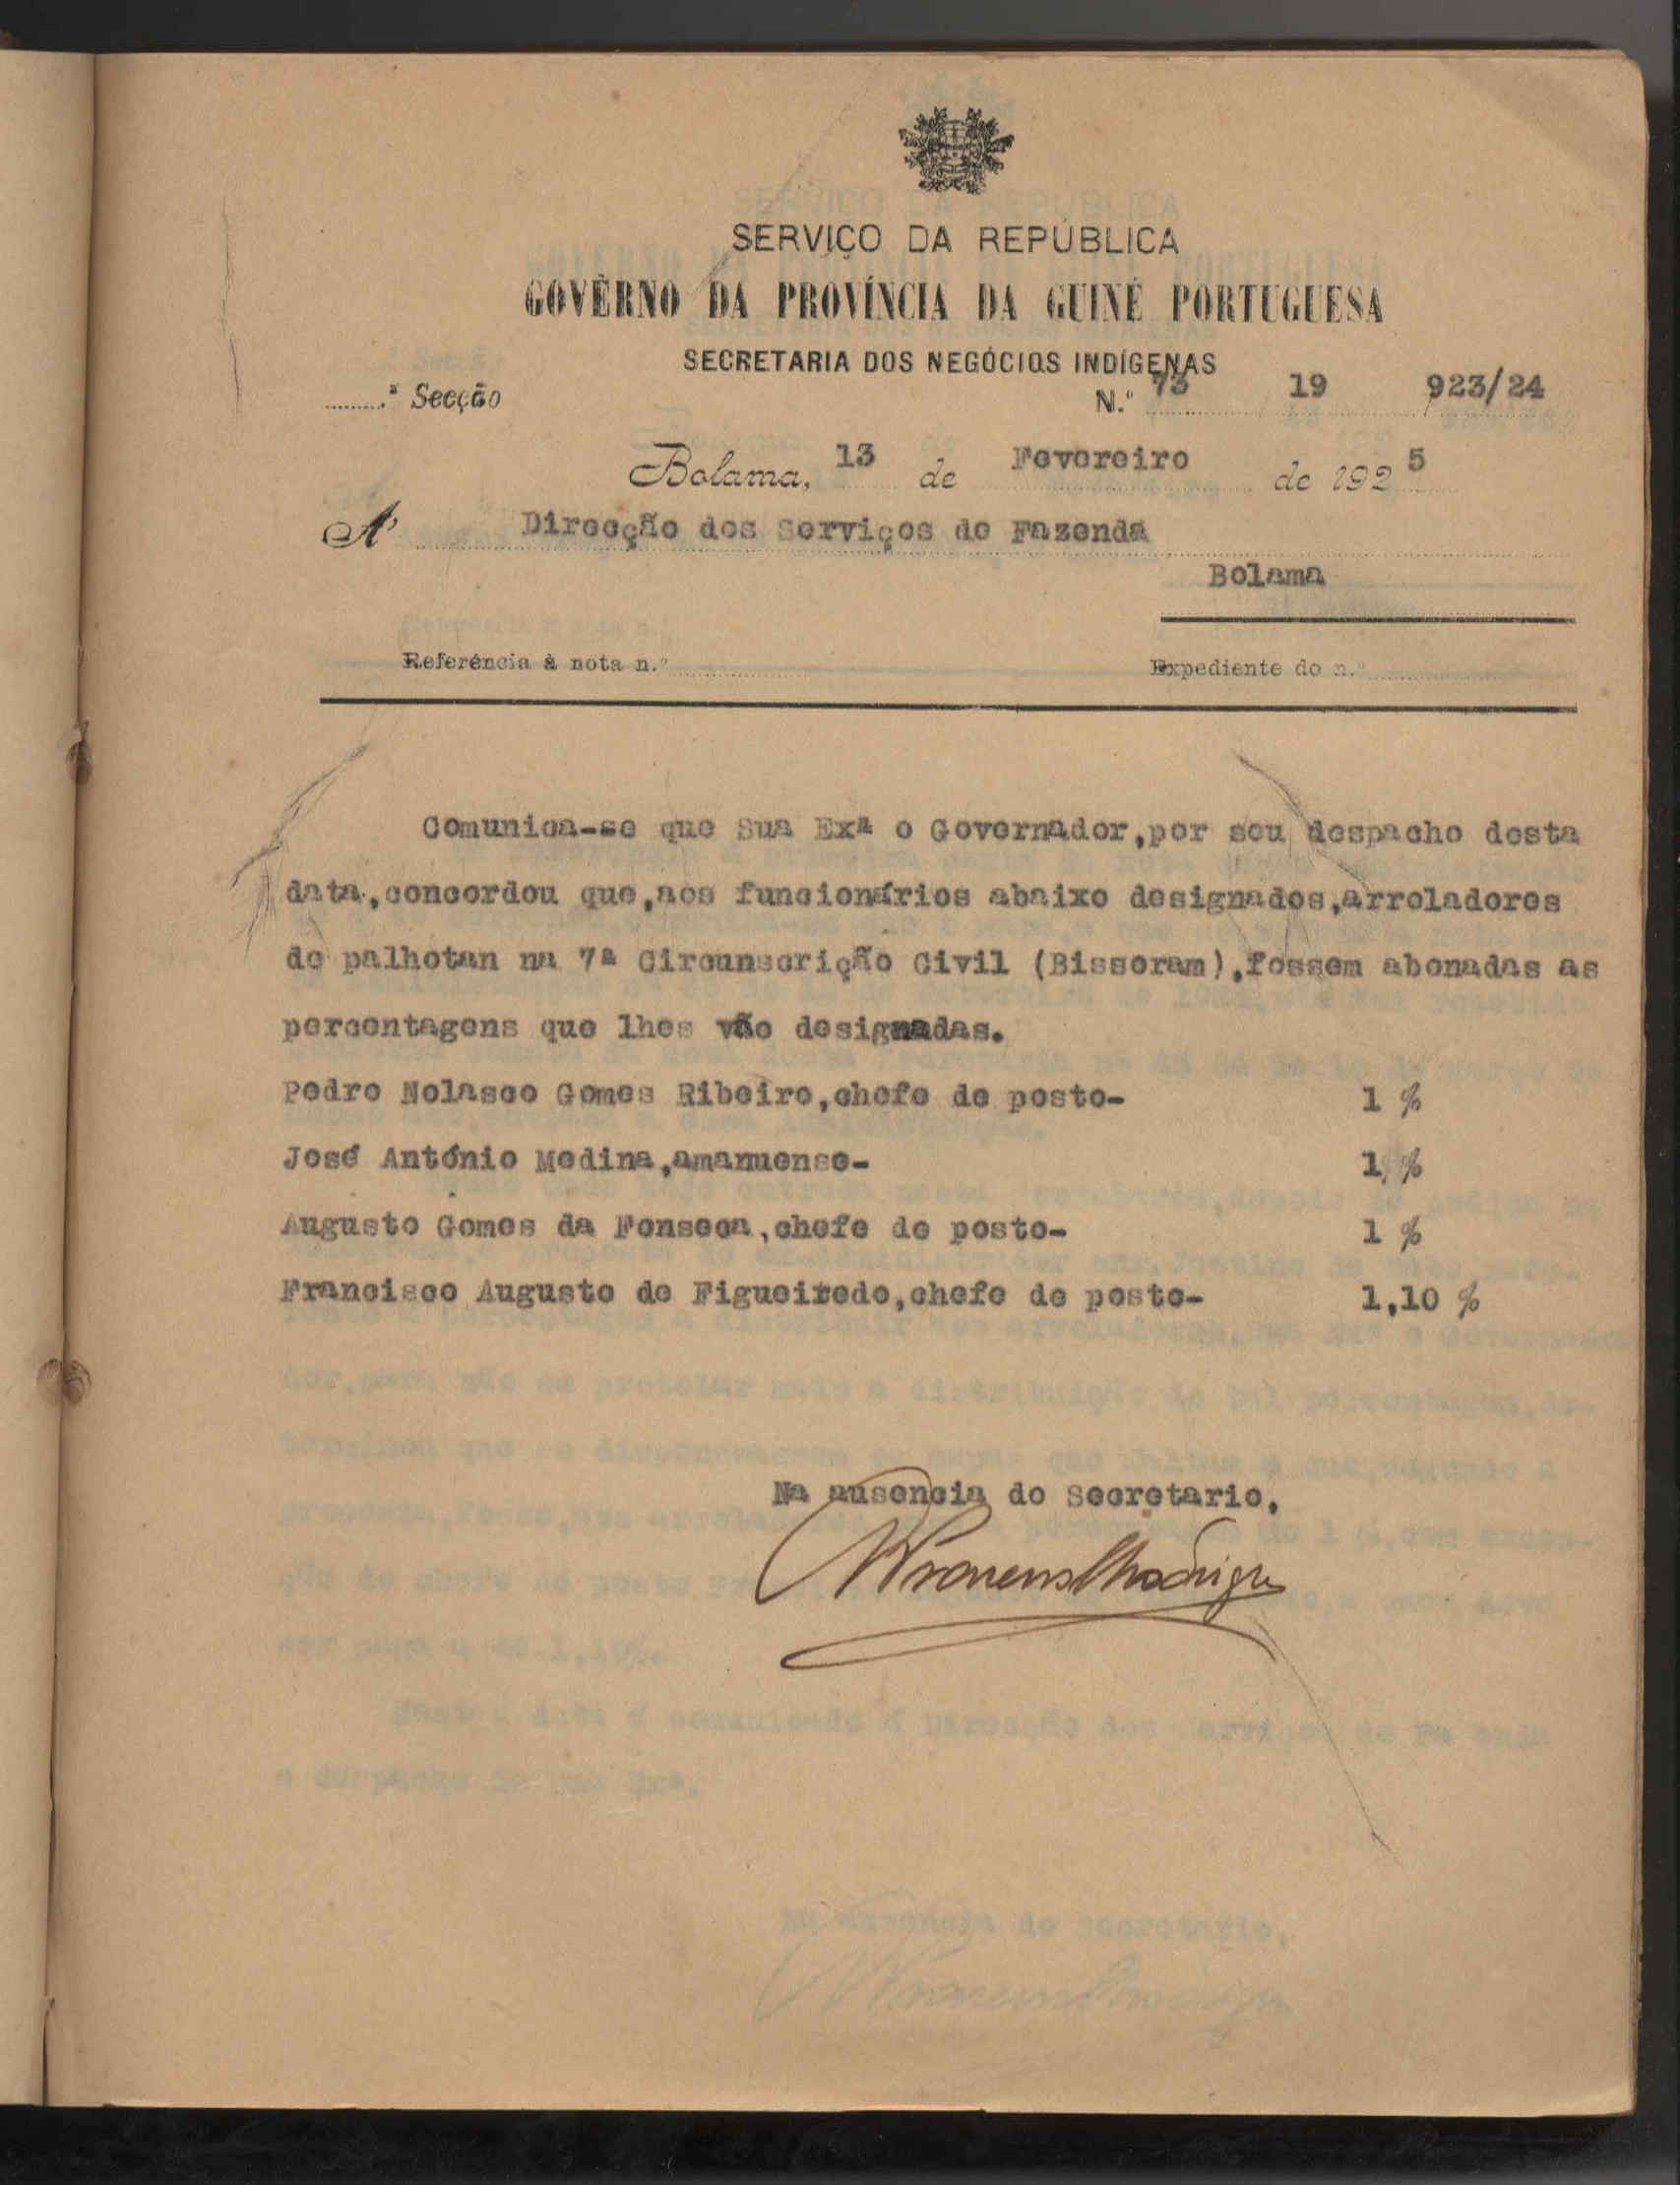 SERVIÇO DA REPÚBLICA
GOVÊRNO DA PROVÍNCIA DA GUINÉ PORTUGUESA
SECRETARIA DOS NEGÓCIOS INDÍGENAS
.........ª Secção N.º 73 19 923/24
Bolama, 13 de Fevereiro de 1925
A' Direcção dos Serviços de Fazenda
Bolama
Referência à nota n.º Expediente do n.º
Comunica-se que Sua Exª o Governador,por seu despacho desta
data,concordou que,aos funcionários abaixo designados,arroladores
de palhotan na 7ª Circunscrição Civil (Bissoram),fossem abonadas as
percentagens que lhes vão designadas.
Pedro Nolasco Gomes Ribeiro,chefe de posto- 1 %
José António Medina,amanuense- 1 %
Augusto Gomes da Fonseca,chefe de posto- 1 %
Francisco Augusto de Figueiredo,chefe de posto- 1,10 %
Na ausencia do Secretario,